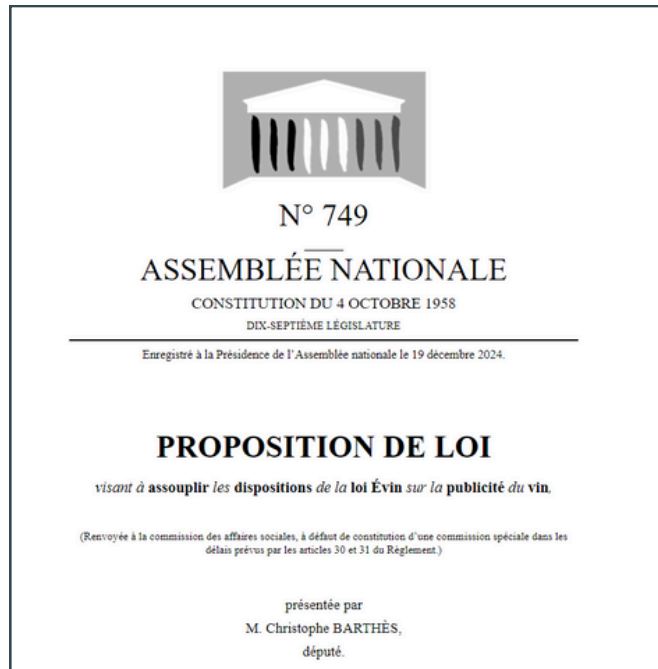 N° 749
ASSEMBLÉE NATIONALE
CONSTITUTION DU 4 OCTOBRE 1958
DIX-SEPTIÈME LÉGISLATURE
Enregistré à la Présidence de l’Assemblée nationale le 19 décembre 2024.
PROPOSITION DE LOI
visant à assouplir les dispositions de la loi Évin sur la publicité du vin,
(Renvoyée à la commission des affaires sociales, à défaut de constitution d’une commission spéciale dans les
délais prévus par les articles 30 et 31 du Règlement.)
présentée par
M. Christophe BARTHÈS,
député.